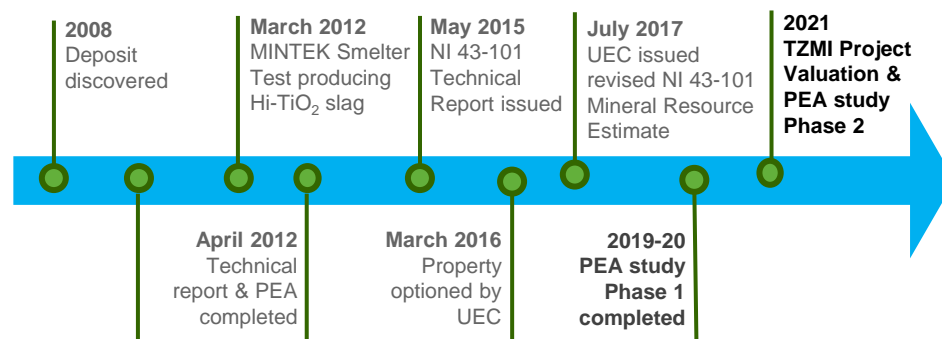 2008
Deposit
discovered
March 2012
MINTEK Smelter
Test producing
Hi-TiO₂ slag
May 2015
NI 43-101
Technical
Report issued
July 2017
UEC issued
revised NI 43-101
Mineral Resource
Estimate
2021
TZMI Project
Valuation &
PEA study
Phase 2
April 2012
Technical
report & PEA
completed
March 2016
Property
optioned by
UEC
2019-20
PEA study
Phase 1
completed